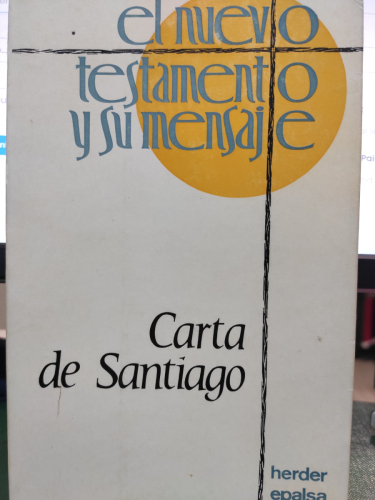 el nuevo
testamento
y su mensaje
Carta
de Santiago
herder
epalsa